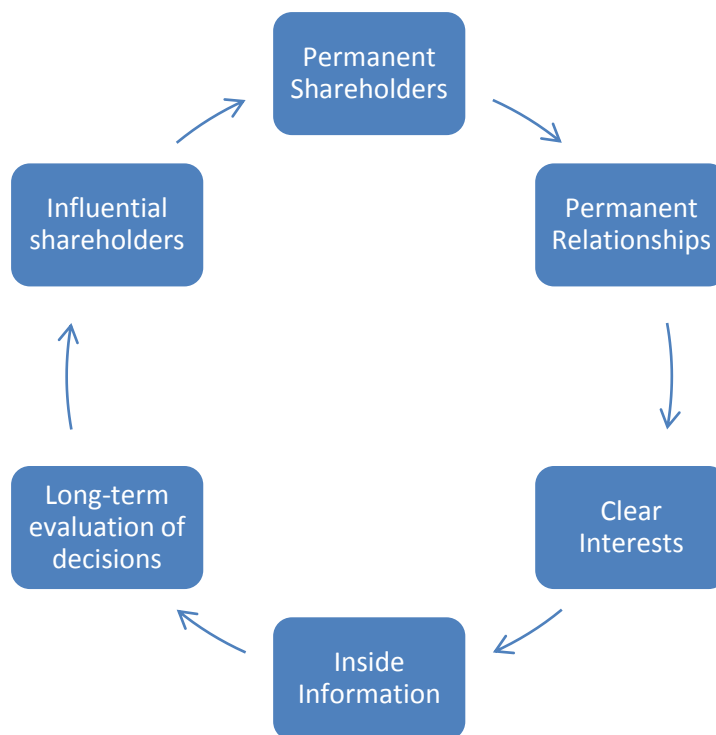 Permanent
Shareholders
Permanent
Relationships
Clear
Interests
Inside
Information
Long-term
evaluation of
decisions
Influential
shareholders